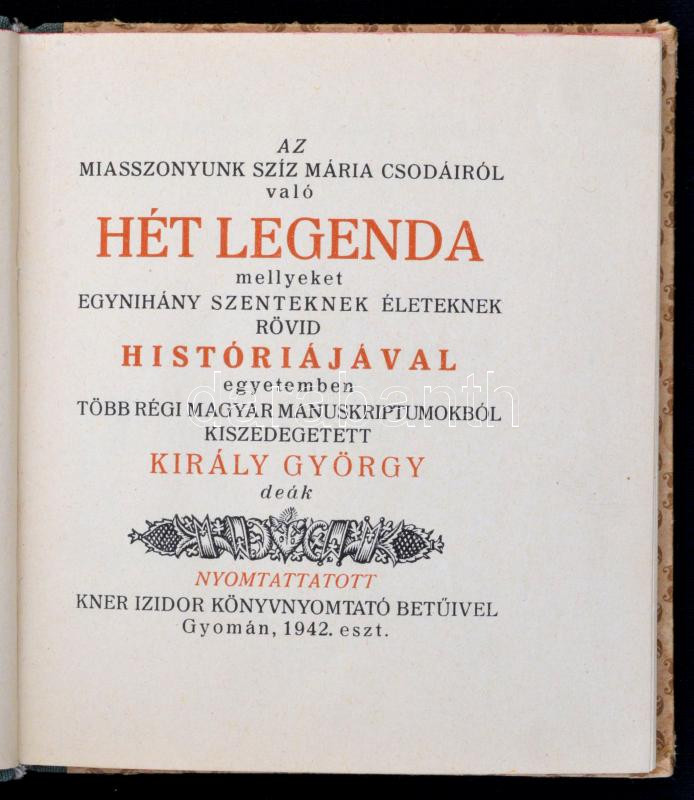 AZ
MIASSZONYUNK SZÍZ MÁRIA CSODÁIRÓL
való
HÉT LEGENDA
mellyeket
EGYNIHÁNY SZENTEKNEK ÉLETEKNEK
RÖVID
HISTÓRIÁJÁVAL
egyetemben
darabanth
TÖBB RÉGI MAGYAR MANUSKRIPTUMOKBÓL
KISZEDEGETETT
KIRÁLY GYÖRGY
deák
NYOMTATTATOTT
KNER IZIDOR KÖNYVNYOMTATÓ BETŰIVEL
Gyomán, 1942. eszt.